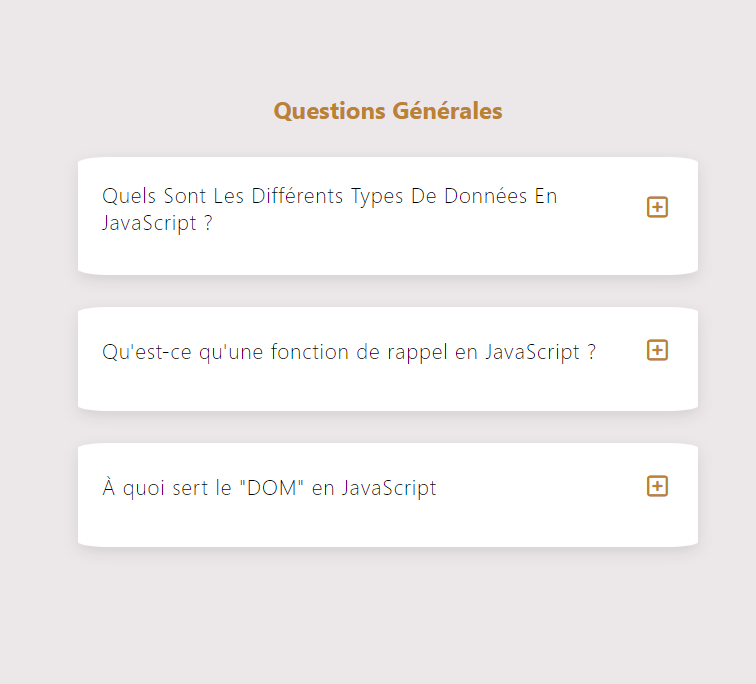 Questions Générales
Quels Sont Les Différents Types De Données En
JavaScript ?
Qu'est-ce qu'une fonction de rappel en JavaScript ?
À quoi sert le "DOM" en JavaScript